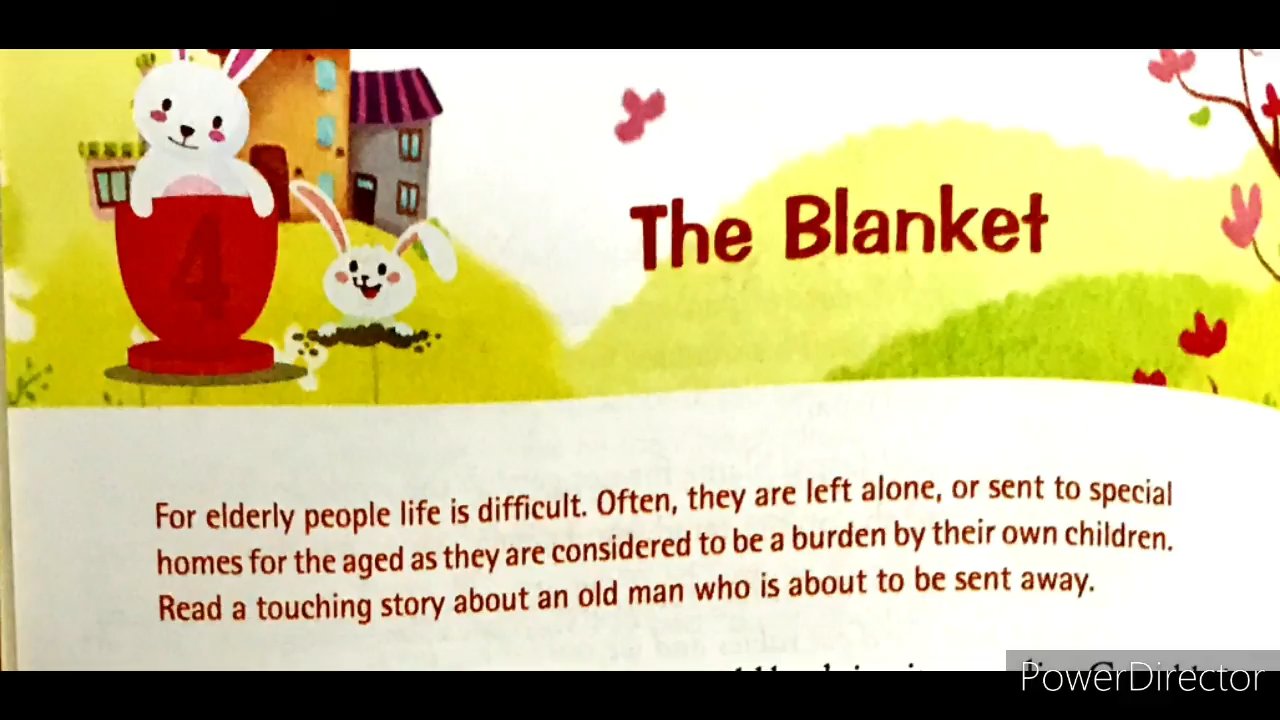 4
The Blanket
For elderly people life is difficult. Often, they are left alone, or sent to special
homes for the aged as they are considered to be a burden by their own children.
Read a touching story about an old man who is about to be sent away.
PowerDirector